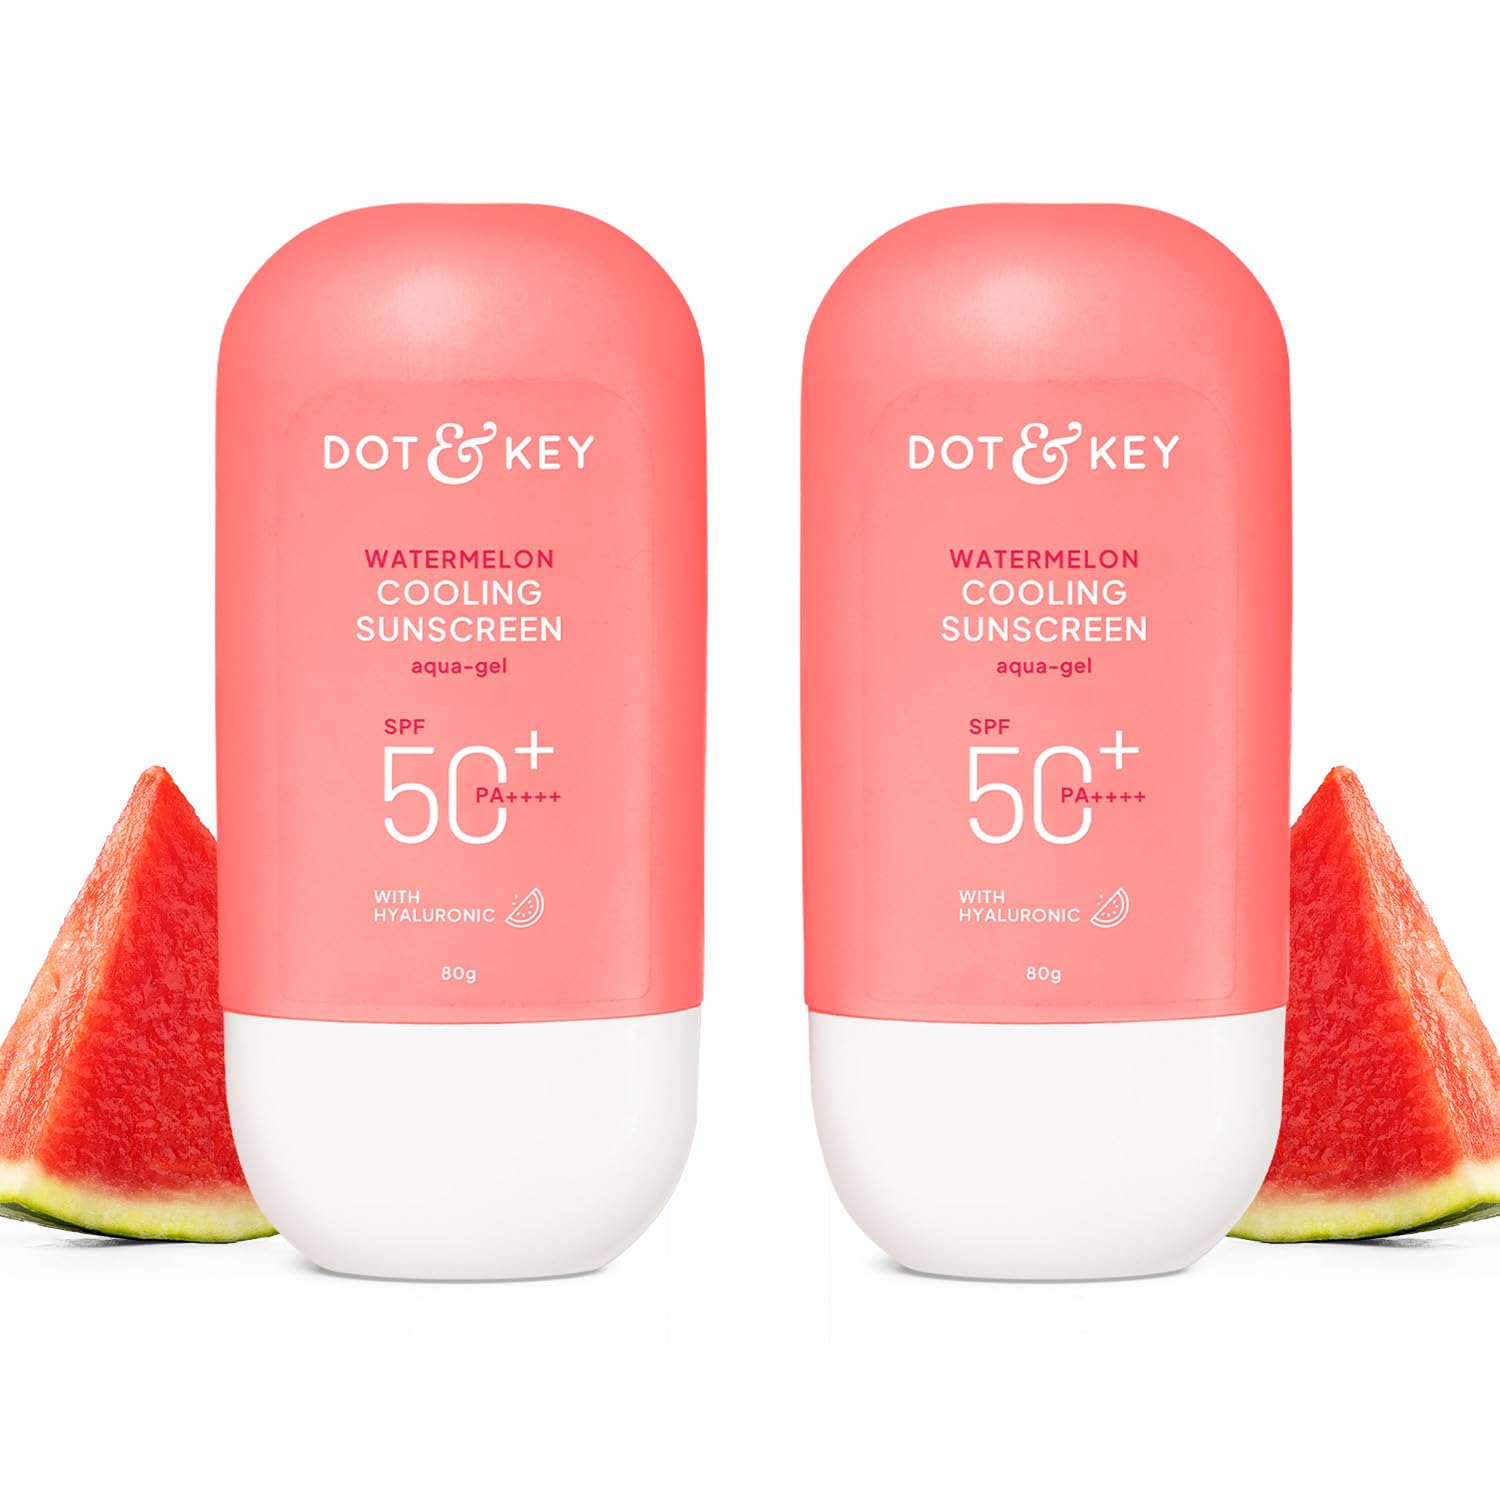 DOT & KEY
WATERMELON
COOLING
SUNSCREEN
aqua-gel
SPF
50+
PA++++
WITH
HYALURONIC
80g
DOT & KEY
WATERMELON
COOLING
SUNSCREEN
aqua-gel
SPF
50+
PA++++
WITH
HYALURONIC
80g